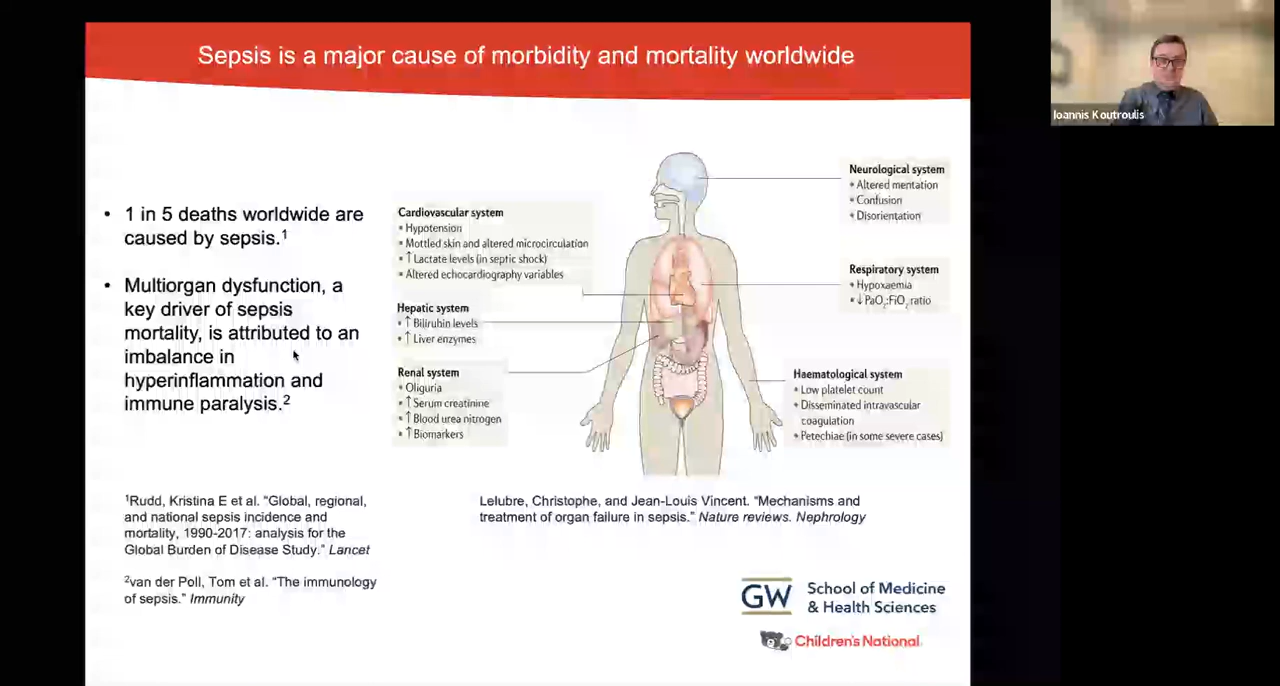 Sepsis is a major cause of morbidity and mortality worldwide
Ioannis Koutroulis
• 1 in 5 deaths worldwide are
caused by sepsis.¹
• Multiorgan dysfunction, a
key driver of sepsis
mortality, is attributed to an
imbalance in
hyperinflammation and
immune paralysis.²
Cardiovascular system
• Hypotension
• Mottled skin and altered microcirculation
• ↑ Lactate levels (in septic shock)
• Altered echocardiography variables
Hepatic system
• ↑ Bilirubin levels
• ↑ Liver enzymes
Renal system
• Oliguria
• ↑ Serum creatinine
• ↑ Blood urea nitrogen
• ↑ Biomarkers
Neurological system
• Altered mentation
• Confusion
• Disorientation
Respiratory system
• Hypoxaemia
• ↓ PaO₂:FiO₂ ratio
Haematological system
• Low platelet count
• Disseminated intravascular
coagulation
• Petechiae (in some severe cases)
¹Rudd, Kristina E et al. "Global, regional,
and national sepsis incidence and
mortality, 1990-2017: analysis for the
Global Burden of Disease Study." Lancet
²van der Poll, Tom et al. "The immunology
of sepsis." Immunity
Lelubre, Christophe, and Jean-Louis Vincent. "Mechanisms and
treatment of organ failure in sepsis." Nature reviews. Nephrology
GW School of Medicine
& Health Sciences
Children's National